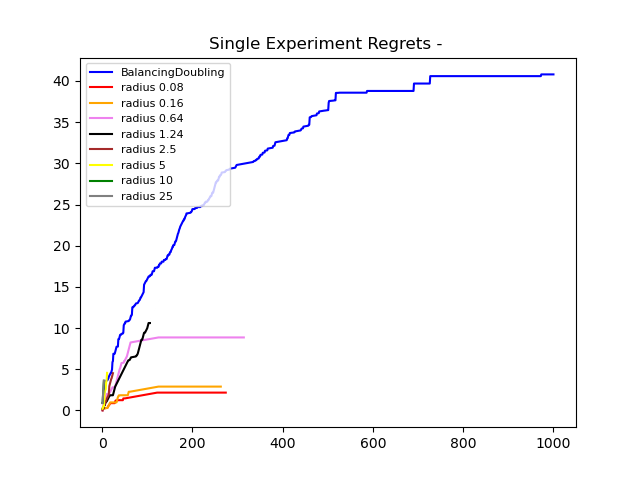 Single Experiment Regrets -
BalancingDoubling
radius 0.08
radius 0.16
radius 0.64
radius 1.24
radius 2.5
radius 5
radius 10
radius 25
40
35
30
25
20
15
10
5
0
0 200 400 600 800 1000